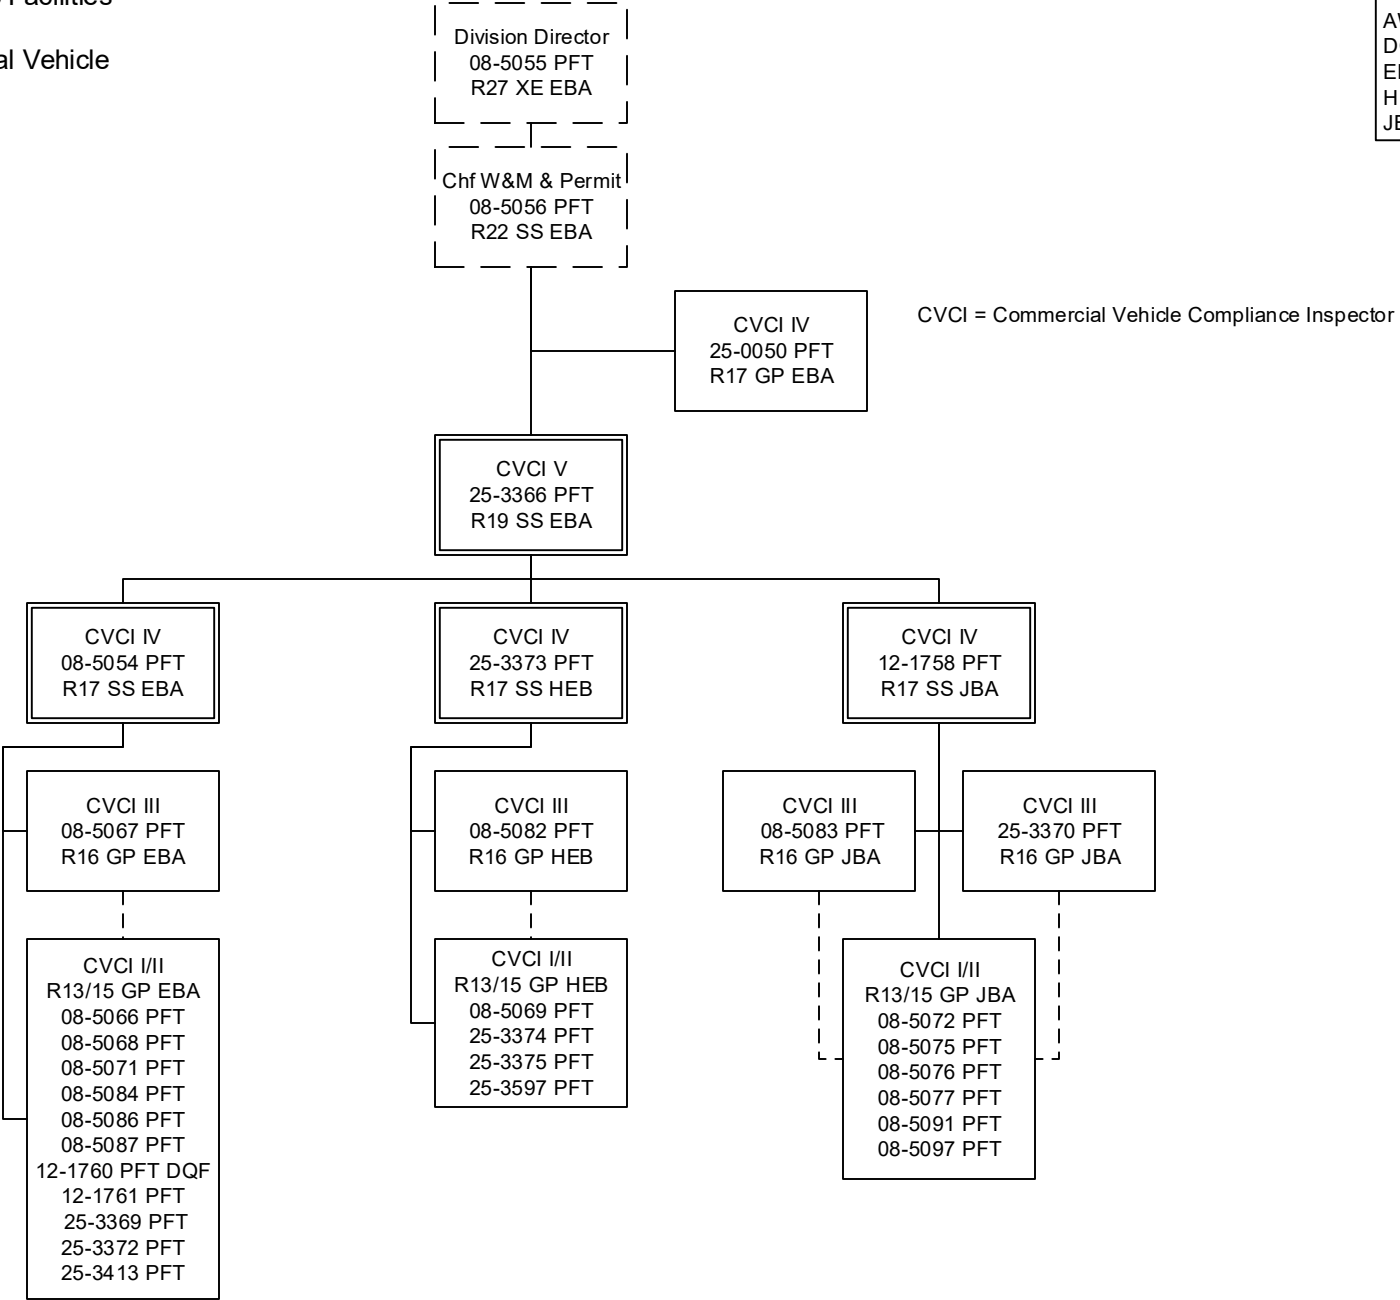 al Vehicle
Division Director
08-5055 PFT
R27 XE EBA
Chf W&M & Permit
08-5056 PFT
R22 SS EBA
CVCI IV
25-0050 PFT
R17 GP EBA
CVCI = Commercial Vehicle Compliance Inspector
CVCI V
25-3366 PFT
R19 SS EBA
CVCI IV
08-5054 PFT
R17 SS EBA
CVCI IV
25-3373 PFT
R17 SS HEB
CVCI IV
12-1758 PFT
R17 SS JBA
CVCI III
08-5067 PFT
R16 GP EBA
CVCI III
08-5082 PFT
R16 GP HEB
CVCI III
08-5083 PFT
R16 GP JBA
CVCI III
25-3370 PFT
R16 GP JBA
CVCI I/II
R13/15 GP EBA
08-5066 PFT
08-5068 PFT
08-5071 PFT
08-5084 PFT
08-5086 PFT
08-5087 PFT
12-1760 PFT DQF
12-1761 PFT
25-3369 PFT
25-3372 PFT
25-3413 PFT
CVCI I/II
R13/15 GP HEB
08-5069 PFT
25-3374 PFT
25-3375 PFT
25-3597 PFT
CVCI I/II
R13/15 GP JBA
08-5072 PFT
08-5075 PFT
08-5076 PFT
08-5077 PFT
08-5091 PFT
08-5097 PFT